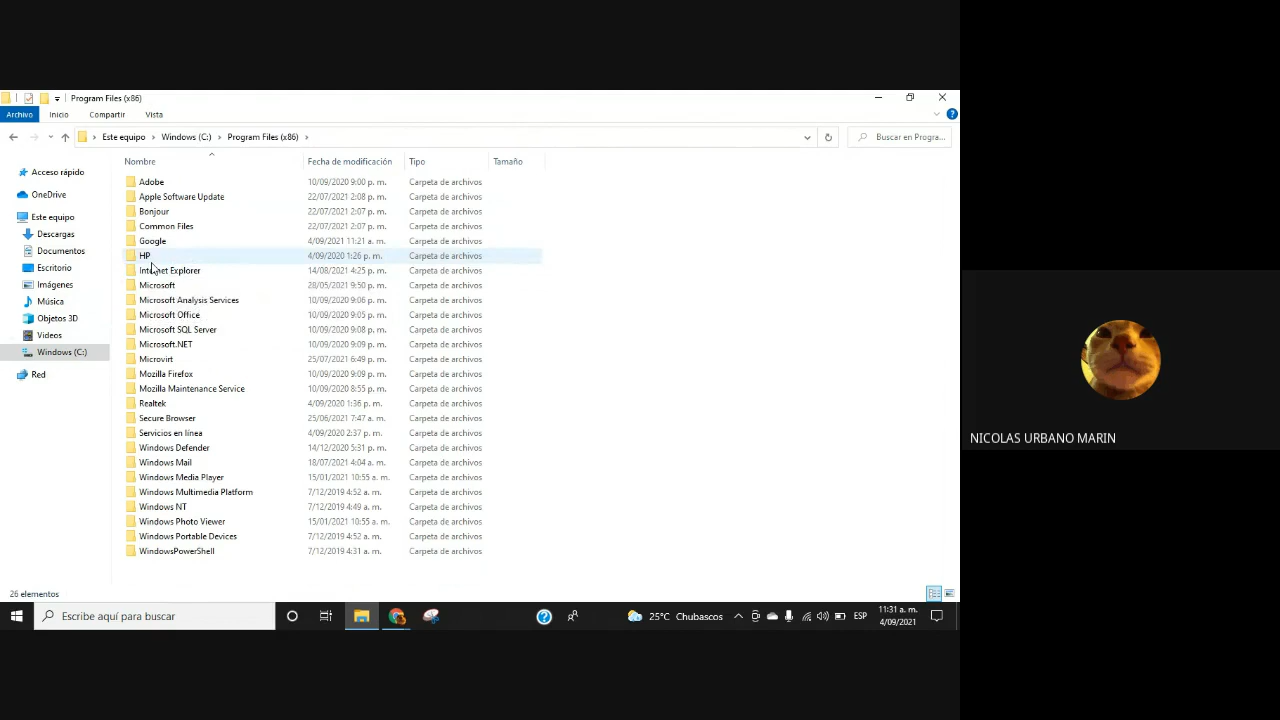 Program Files (x86)
Archivo Inicio Compartir Vista
Este equipo > Windows (C:) > Program Files (x86) >
Buscar en Progra...
Acceso rápido
OneDrive
Este equipo
Descargas
Documentos
Escritorio
Imágenes
Música
Objetos 3D
Videos
Windows (C:)
Red
Nombre Fecha de modificación Tipo Tamaño
Adobe 10/09/2020 9:00 p. m. Carpeta de archivos
Apple Software Update 22/07/2021 2:08 p. m. Carpeta de archivos
Bonjour 22/07/2021 2:07 p. m. Carpeta de archivos
Common Files 22/07/2021 2:07 p. m. Carpeta de archivos
Google 4/09/2021 11:21 a. m. Carpeta de archivos
HP 4/09/2020 1:26 p. m. Carpeta de archivos
Internet Explorer 14/08/2021 4:25 p. m. Carpeta de archivos
Microsoft 28/05/2021 9:50 p. m. Carpeta de archivos
Microsoft Analysis Services 10/09/2020 9:06 p. m. Carpeta de archivos
Microsoft Office 10/09/2020 9:05 p. m. Carpeta de archivos
Microsoft SQL Server 10/09/2020 9:08 p. m. Carpeta de archivos
Microsoft.NET 10/09/2020 9:09 p. m. Carpeta de archivos
Microvirt 25/07/2021 6:49 p. m. Carpeta de archivos
Mozilla Firefox 10/09/2020 9:09 p. m. Carpeta de archivos
Mozilla Maintenance Service 10/09/2020 8:55 p. m. Carpeta de archivos
Realtek 4/09/2020 1:36 p. m. Carpeta de archivos
Secure Browser 25/06/2021 7:47 a. m. Carpeta de archivos
Servicios en línea 4/09/2020 2:37 p. m. Carpeta de archivos
Windows Defender 14/12/2020 5:31 p. m. Carpeta de archivos
Windows Mail 18/07/2021 4:04 a. m. Carpeta de archivos
Windows Media Player 15/01/2021 10:55 a. m. Carpeta de archivos
Windows Multimedia Platform 7/12/2019 4:52 a. m. Carpeta de archivos
Windows NT 7/12/2019 4:49 a. m. Carpeta de archivos
Windows Photo Viewer 15/01/2021 10:55 a. m. Carpeta de archivos
Windows Portable Devices 7/12/2019 4:52 a. m. Carpeta de archivos
WindowsPowerShell 7/12/2019 4:31 a. m. Carpeta de archivos
26 elementos
Escribe aquí para buscar
25°C Chubascos
ESP
11:31 a. m.
4/09/2021
NICOLAS URBANO MARIN